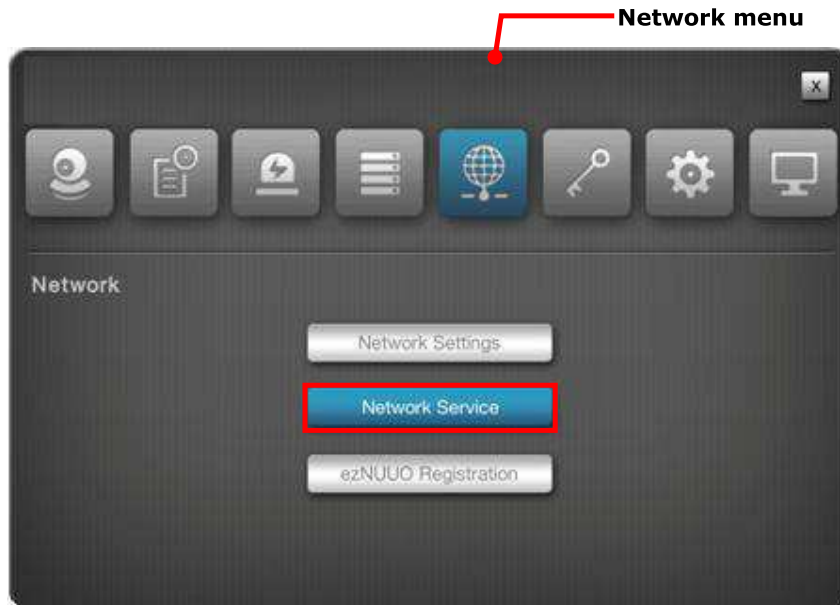 Network menu
X
Network
Network Settings
Network Service
ezNUUO Registration